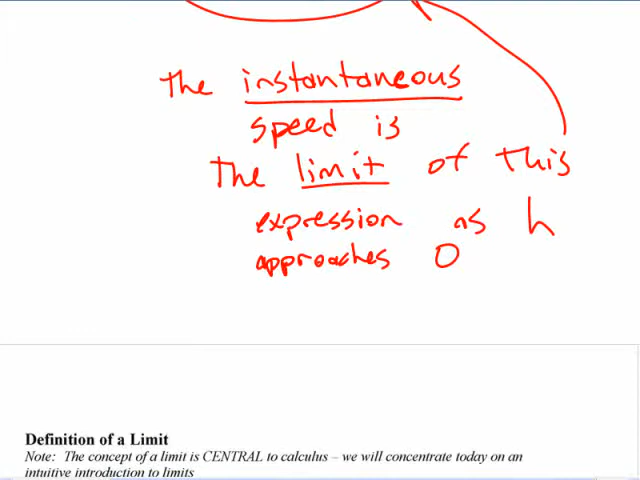 The instantaneous
speed is
The limit of this
expression as h
approaches 0
Definition of a Limit
Note: The concept of a limit is CENTRAL to calculus – we will concentrate today on an
intuitive introduction to limits